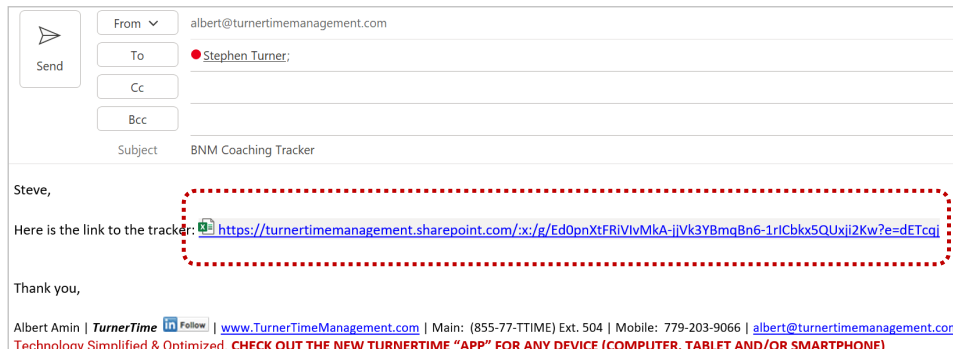 Send
From
albert@turnertimemanagement.com
To
Stephen Turner;
Cc
Bcc
Subject
BNM Coaching Tracker
Steve,
Here is the link to the tracker: https://turnertimemanagement.sharepoint.com/:x:/g/Ed0pnXtFRiVIvMkA-jjVk3YBmqBn6-1rICbkx5QUxji2Kw?e=dETcqj
Thank you,
Albert Amin | TurnerTime in Follow | www.TurnerTimeManagement.com | Main: (855-77-TTIME) Ext. 504 | Mobile: 779-203-9066 | albert@turnertimemanagement.com
Technology Simplified & Optimized. CHECK OUT THE NEW TURNERTIME “APP” FOR ANY DEVICE (COMPUTER, TABLET AND/OR SMARTPHONE)